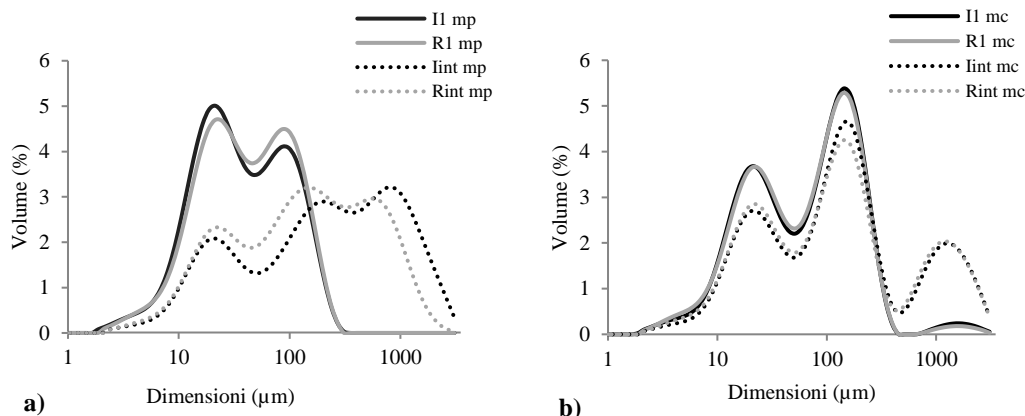 I1 mp
R1 mp
Iint mp
Rint mp
6
5
4
3
2
1
0
Volume (%)
1 10 100 1000
Dimensioni (µm)
a)
I1 mc
R1 mc
Iint mc
Rint mc
6
5
4
3
2
1
0
Volume (%)
1 10 100 1000
Dimensioni (µm)
b)